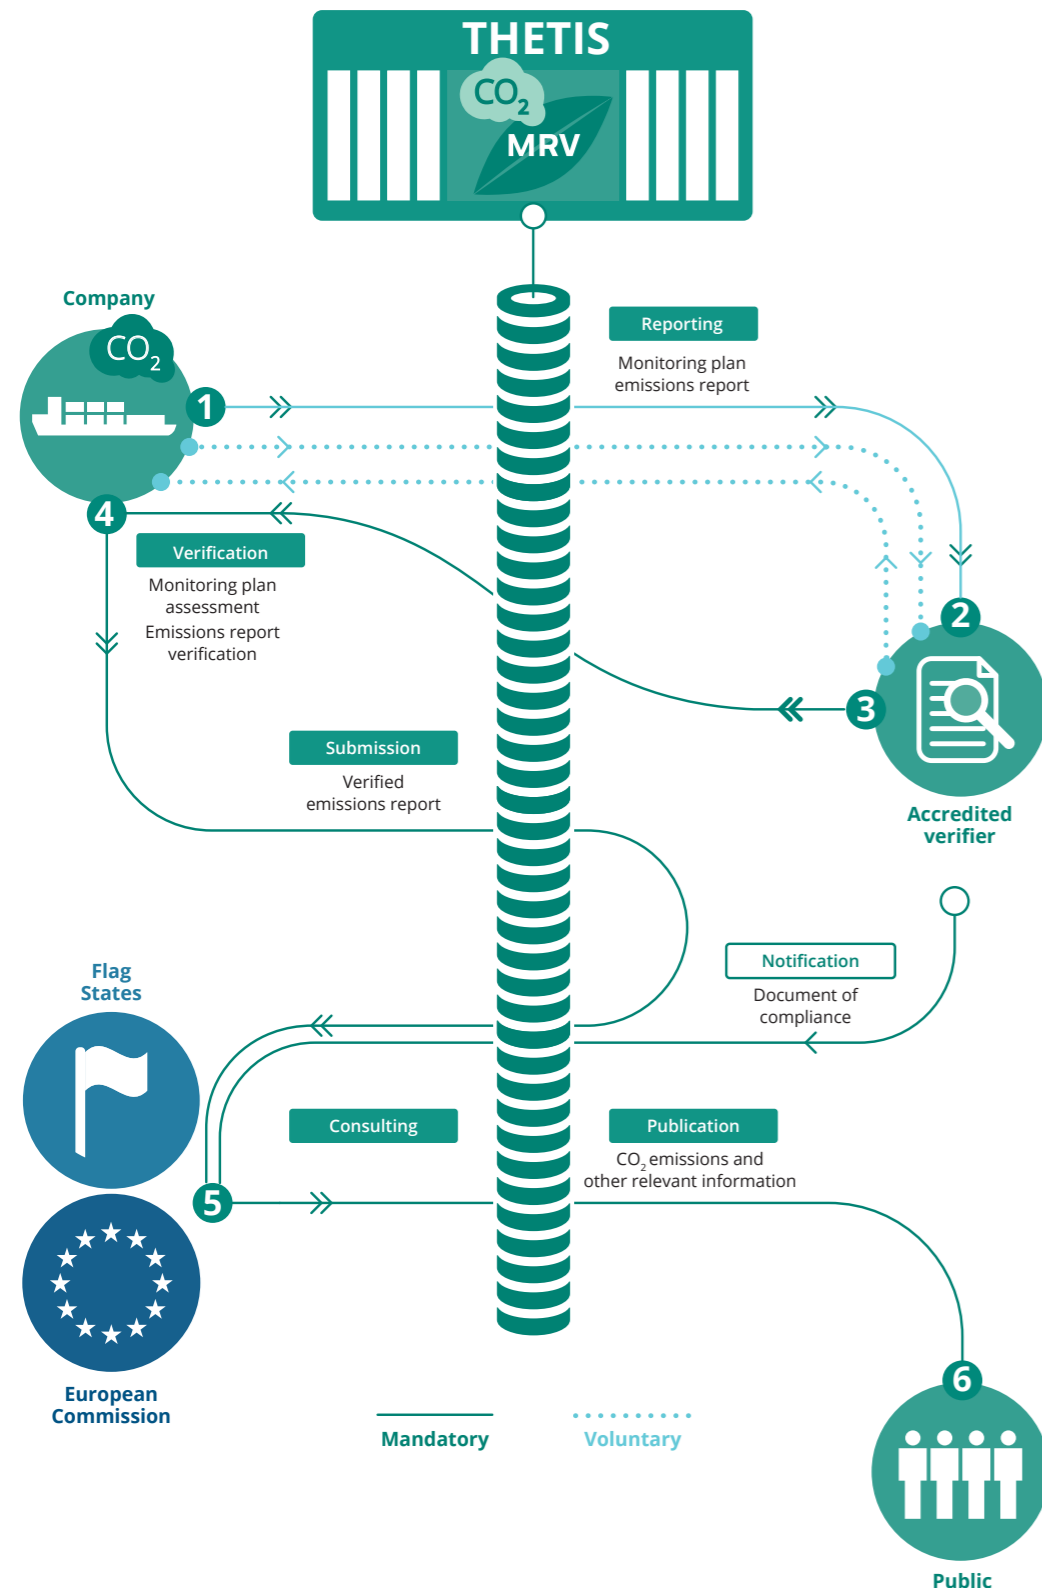 THETIS
CO2
MRV
Company
CO2
1
Reporting
Monitoring plan
emissions report
4
Verification
Monitoring plan
assessment
Emissions report
verification
2
3
Accredited
verifier
Submission
Verified
emissions report
Notification
Document of
compliance
Flag
States
Consulting
Publication
CO2 emissions and
other relevant information
5
European
Commission
Mandatory
Voluntary
6
Public